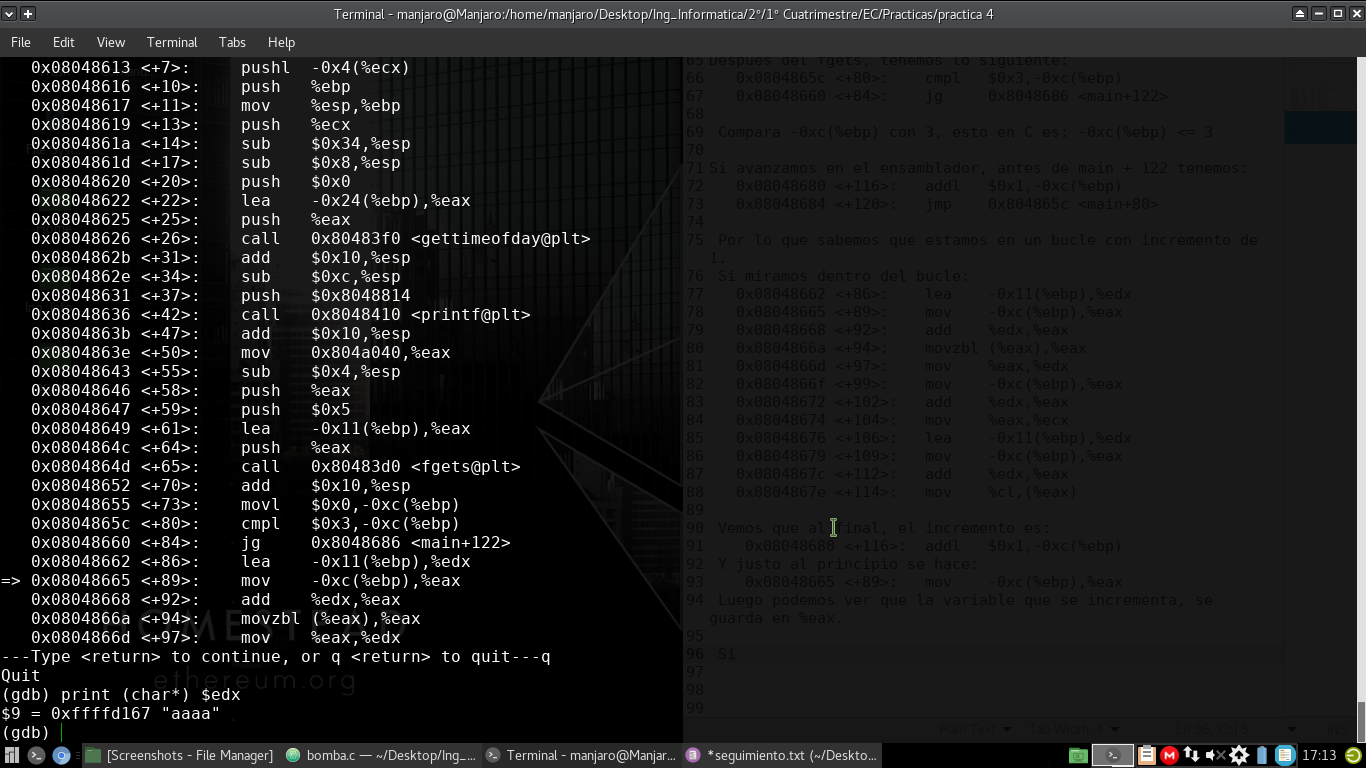 Terminal - manjaro@Manjaro:/home/manjaro/Desktop/Ing_Informatica/2°/1° Cuatrimestre/EC/Practicas/practica 4
File Edit View Terminal Tabs Help
0x08048613 <+7>: pushl -0x4(%ecx)
0x08048616 <+10>: push %ebp
0x08048617 <+11>: mov %esp,%ebp
0x08048619 <+13>: push %ecx
0x0804861a <+14>: sub $0x34,%esp
0x0804861d <+17>: sub $0x8,%esp
0x08048620 <+20>: push $0x0
0x08048622 <+22>: lea -0x24(%ebp),%eax
0x08048625 <+25>: push %eax
0x08048626 <+26>: call 0x80483f0 <gettimeofday@plt>
0x0804862b <+31>: add $0x10,%esp
0x0804862e <+34>: sub $0xc,%esp
0x08048631 <+37>: push $0x8048814
0x08048636 <+42>: call 0x8048410 <printf@plt>
0x0804863b <+47>: add $0x10,%esp
0x0804863e <+50>: mov 0x804a040,%eax
0x08048643 <+55>: sub $0x4,%esp
0x08048646 <+58>: push %eax
0x08048647 <+59>: push $0x5
0x08048649 <+61>: lea -0x11(%ebp),%eax
0x0804864c <+64>: push %eax
0x0804864d <+65>: call 0x80483d0 <fgets@plt>
0x08048652 <+70>: add $0x10,%esp
0x08048655 <+73>: movl $0x0,-0xc(%ebp)
0x0804865c <+80>: cmpl $0x3,-0xc(%ebp)
0x08048660 <+84>: jg 0x8048686 <main+122>
0x08048662 <+86>: lea -0x11(%ebp),%edx
=> 0x08048665 <+89>: mov -0xc(%ebp),%eax
0x08048668 <+92>: add %edx,%eax
0x0804866a <+94>: movzbl (%eax),%eax
0x0804866d <+97>: mov %eax,%edx
---Type <return> to continue, or q <return> to quit---q
Quit
(gdb) print (char*) $edx
$9 = 0xffffd167 "aaaa"
(gdb)
ethereum.org
65 Despues del fgets, tenemos lo siguiente:
66 0x0804865c <+80>: cmpl $0x3,-0xc(%ebp)
67 0x08048660 <+84>: jg 0x8048686 <main+122>
68
69 Compara -0xc(%ebp) con 3, esto en C es: -0xc(%ebp) <= 3
70
71 Si avanzamos en el ensamblador, antes de main + 122 tenemos:
72 0x08048680 <+116>: addl $0x1,-0xc(%ebp)
73 0x08048684 <+120>: jmp 0x804865c <main+80>
74
75 Por lo que sabemos que estamos en un bucle con incremento de
1.
76 Si miramos dentro del bucle:
77 0x08048662 <+86>: lea -0x11(%ebp),%edx
78 0x08048665 <+89>: mov -0xc(%ebp),%eax
79 0x08048668 <+92>: add %edx,%eax
80 0x0804866a <+94>: movzbl (%eax),%eax
81 0x0804866d <+97>: mov %eax,%edx
82 0x0804866f <+99>: mov -0xc(%ebp),%eax
83 0x08048672 <+102>: add %edx,%eax
84 0x08048674 <+104>: mov %eax,%ecx
85 0x08048676 <+106>: lea -0x11(%ebp),%edx
86 0x08048679 <+109>: mov -0xc(%ebp),%eax
87 0x0804867c <+112>: add %edx,%eax
88 0x0804867e <+114>: mov %cl,(%eax)
89
90 Vemos que al final, el incremento es:
91 0x08048680 <+116>: addl $0x1,-0xc(%ebp)
92 Y justo al principio se hace:
93 0x08048665 <+89>: mov -0xc(%ebp),%eax
94 Luego podemos ver que la variable que se incrementa, se
guarda en %eax.
95
96 Si
97
98
99
Plain Text Tab Width: 4 Ln 96, Col 5 INS
[Screenshots - File Manager] bomba.c — ~/Desktop/Ing_... Terminal - manjaro@Manjar... *seguimiento.txt (~/Deskto... 17:13